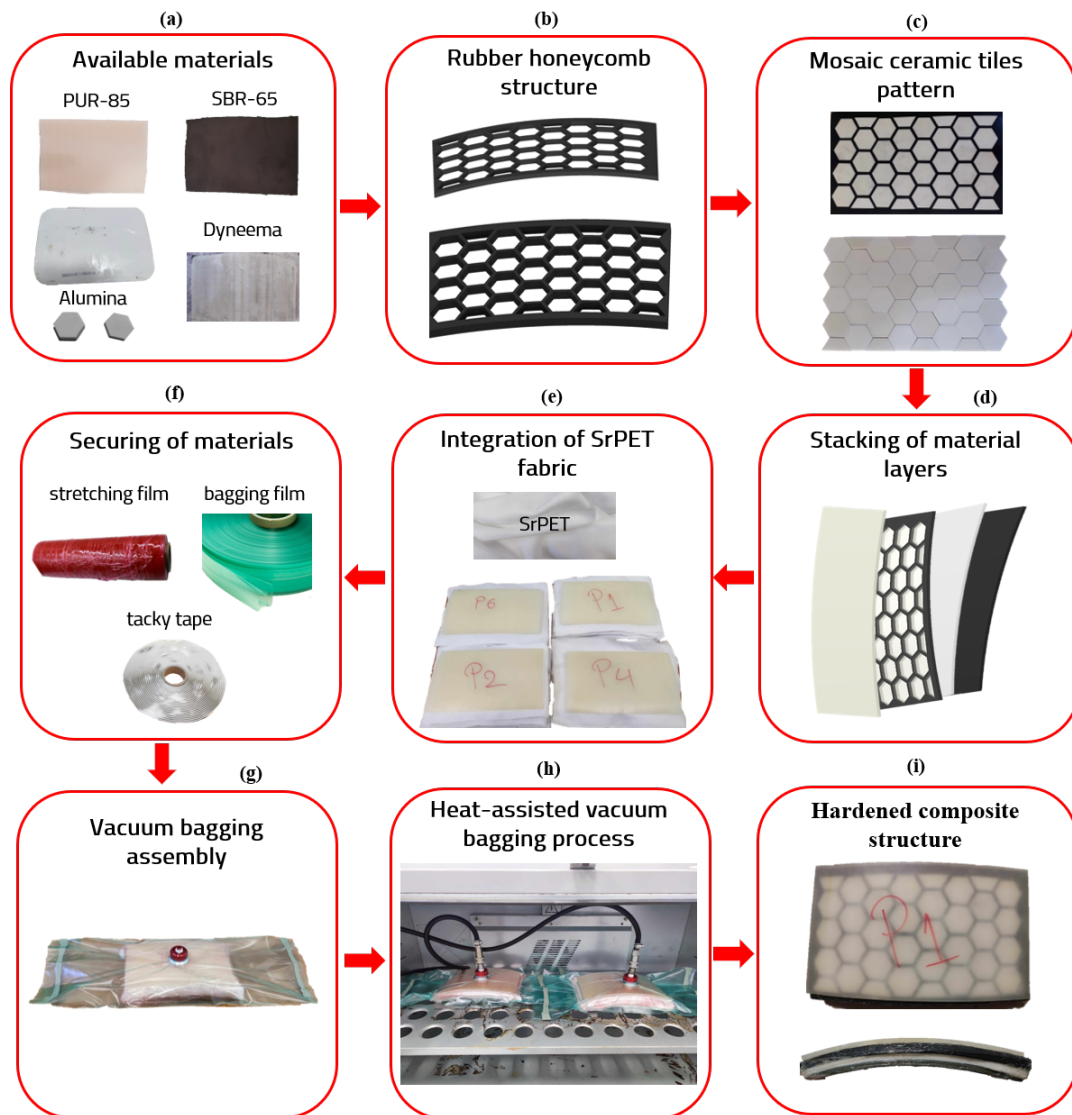 (a)
Available materials
PUR-85
SBR-65
Dyneema
Alumina
(b)
Rubber honeycomb
structure
(c)
Mosaic ceramic tiles
pattern
(d)
Stacking of material
layers
(e)
Integration of SrPET
fabric
SrPET
P6
P1
P2
P4
(f)
Securing of materials
stretching film
bagging film
tacky tape
(g)
Vacuum bagging
assembly
(h)
Heat-assisted vacuum
bagging process
(i)
Hardened composite
structure
P1